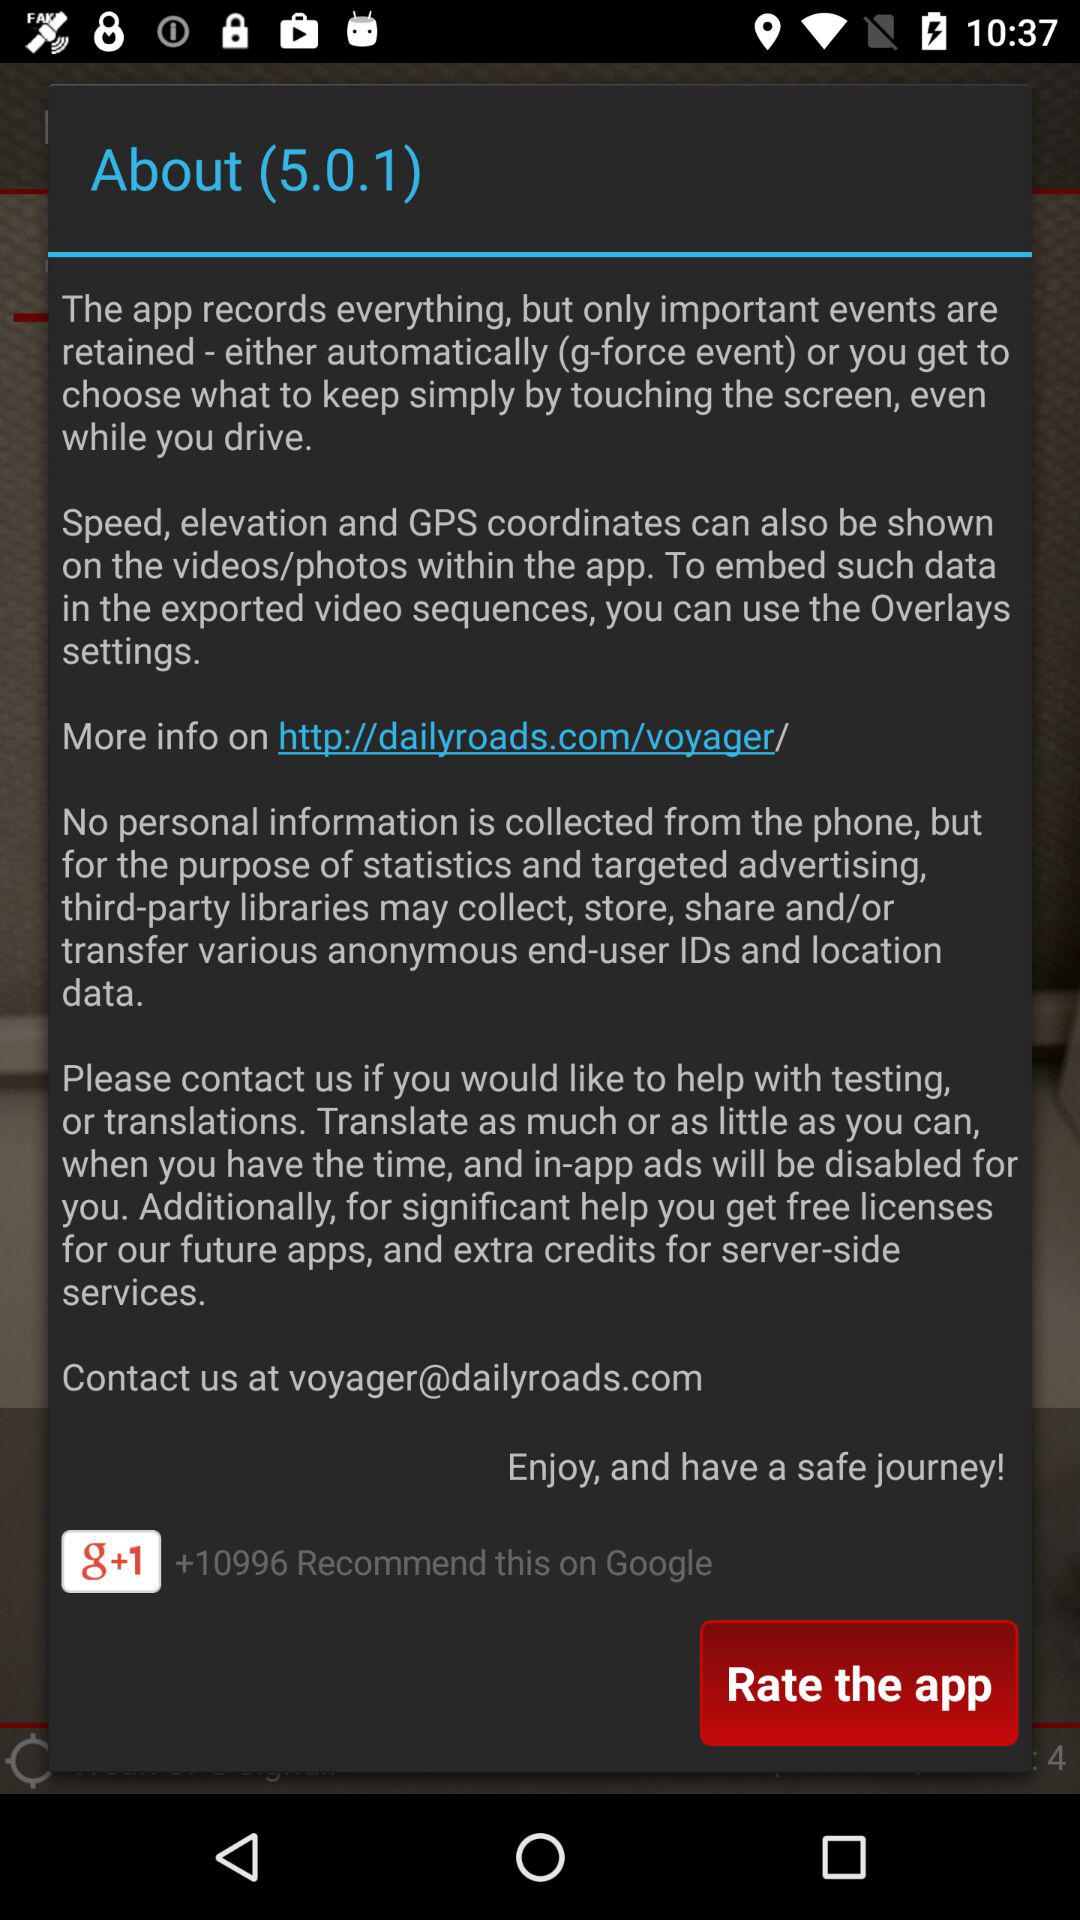 FAKE
10:37
About (5.0.1)
The app records everything, but only important events are
retained - either automatically (g-force event) or you get to
choose what to keep simply by touching the screen, even
while you drive.
Speed, elevation and GPS coordinates can also be shown
on the videos/photos within the app. To embed such data
in the exported video sequences, you can use the Overlays
settings.
More info on http://dailyroads.com/voyager/
No personal information is collected from the phone, but
for the purpose of statistics and targeted advertising,
third-party libraries may collect, store, share and/or
transfer various anonymous end-user IDs and location
data.
Please contact us if you would like to help with testing,
or translations. Translate as much or as little as you can,
when you have the time, and in-app ads will be disabled for
you. Additionally, for significant help you get free licenses
for our future apps, and extra credits for server-side
services.
Contact us at voyager@dailyroads.com
Enjoy, and have a safe journey!
g+1 +10996 Recommend this on Google
Rate the app
: 4